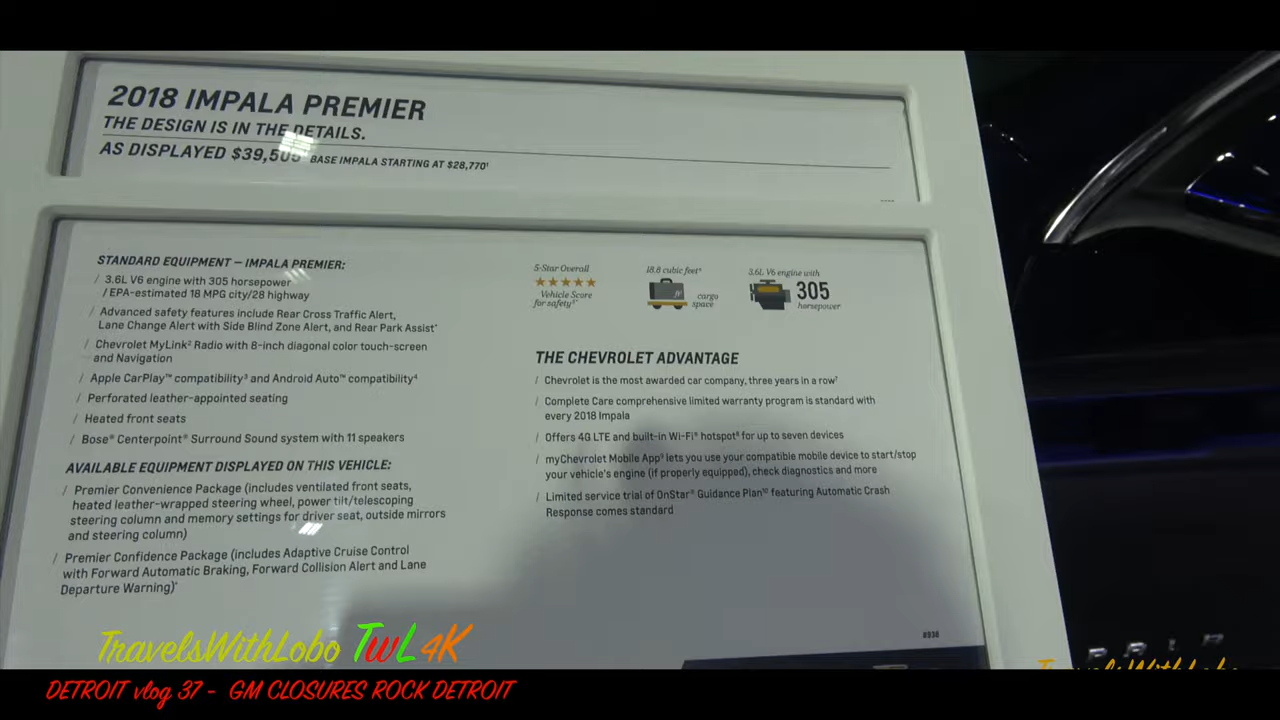 2018 IMPALA PREMIER
THE DESIGN IS IN THE DETAILS.
AS DISPLAYED $39,505 BASE IMPALA STARTING AT $28,770¹
STANDARD EQUIPMENT – IMPALA PREMIER:
/ 3.6L V6 engine with 305 horsepower
/ EPA-estimated 18 MPG city/28 highway
/ Advanced safety features include Rear Cross Traffic Alert,
Lane Change Alert with Side Blind Zone Alert, and Rear Park Assist*
/ Chevrolet MyLink² Radio with 8-inch diagonal color touch-screen
and Navigation
/ Apple CarPlay™ compatibility³ and Android Auto™ compatibility⁴
/ Perforated leather-appointed seating
/ Heated front seats
/ Bose® Centerpoint® Surround Sound system with 11 speakers
AVAILABLE EQUIPMENT DISPLAYED ON THIS VEHICLE:
/ Premier Convenience Package (includes ventilated front seats,
heated leather-wrapped steering wheel, power tilt/telescoping
steering column and memory settings for driver seat, outside mirrors
and steering column)
/ Premier Confidence Package (includes Adaptive Cruise Control
with Forward Automatic Braking, Forward Collision Alert and Lane
Departure Warning)*
5-Star Overall
Vehicle Score
for safety
18.8 cubic feet
cargo
space
3.6L V6 engine with
305
horsepower
THE CHEVROLET ADVANTAGE
/ Chevrolet is the most awarded car company, three years in a row⁷
/ Complete Care comprehensive limited warranty program is standard with
every 2018 Impala
/ Offers 4G LTE and built-in Wi-Fi® hotspot⁸ for up to seven devices
/ myChevrolet Mobile App⁹ lets you use your compatible mobile device to start/stop
your vehicle's engine (if properly equipped), check diagnostics and more
/ Limited service trial of OnStar® Guidance Plan¹⁰ featuring Automatic Crash
Response comes standard
#936
TravelsWithLobo TwL 4K
TravelsWithLobo
DETROIT vlog 37 - GM CLOSURES ROCK DETROIT